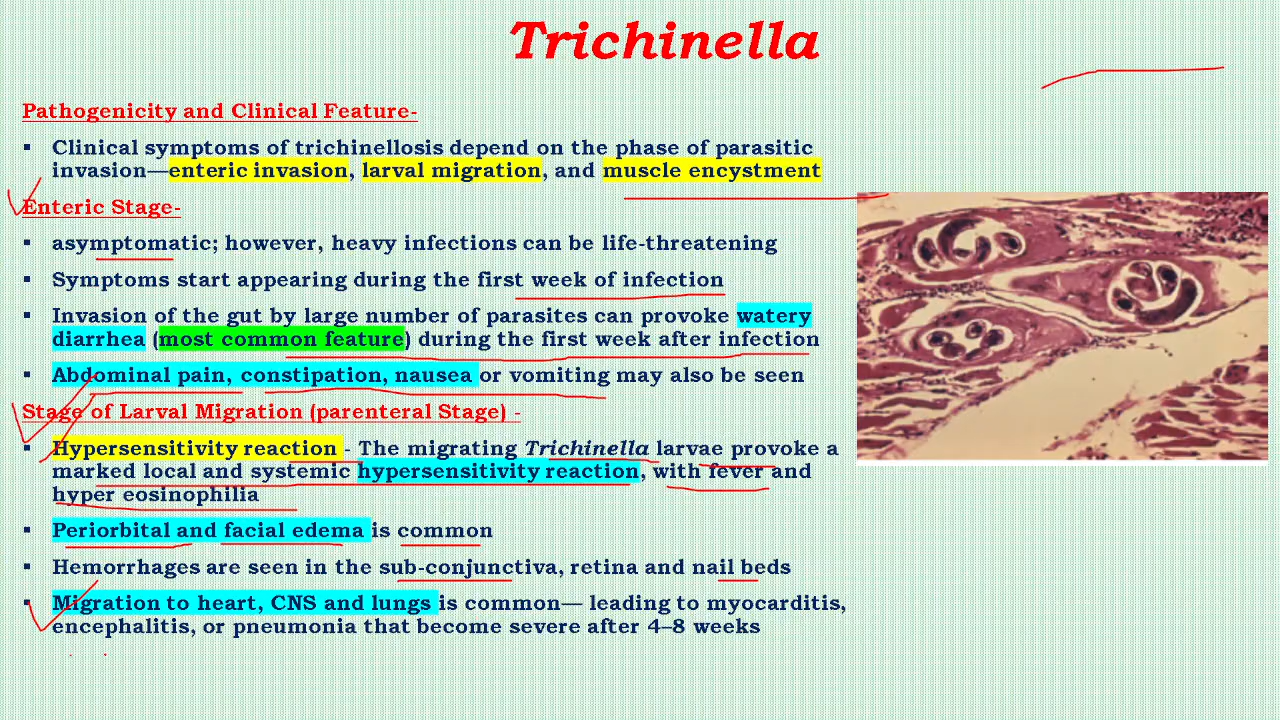 Trichinella
Pathogenicity and Clinical Feature-
▪ Clinical symptoms of trichinellosis depend on the phase of parasitic
invasion—enteric invasion, larval migration, and muscle encystment
Enteric Stage-
▪ asymptomatic; however, heavy infections can be life-threatening
▪ Symptoms start appearing during the first week of infection
▪ Invasion of the gut by large number of parasites can provoke watery
diarrhea (most common feature) during the first week after infection
▪ Abdominal pain, constipation, nausea or vomiting may also be seen
Stage of Larval Migration (parenteral Stage) -
▪ Hypersensitivity reaction - The migrating Trichinella larvae provoke a
marked local and systemic hypersensitivity reaction, with fever and
hyper eosinophilia
▪ Periorbital and facial edema is common
▪ Hemorrhages are seen in the sub-conjunctiva, retina and nail beds
▪ Migration to heart, CNS and lungs is common— leading to myocarditis,
encephalitis, or pneumonia that become severe after 4–8 weeks